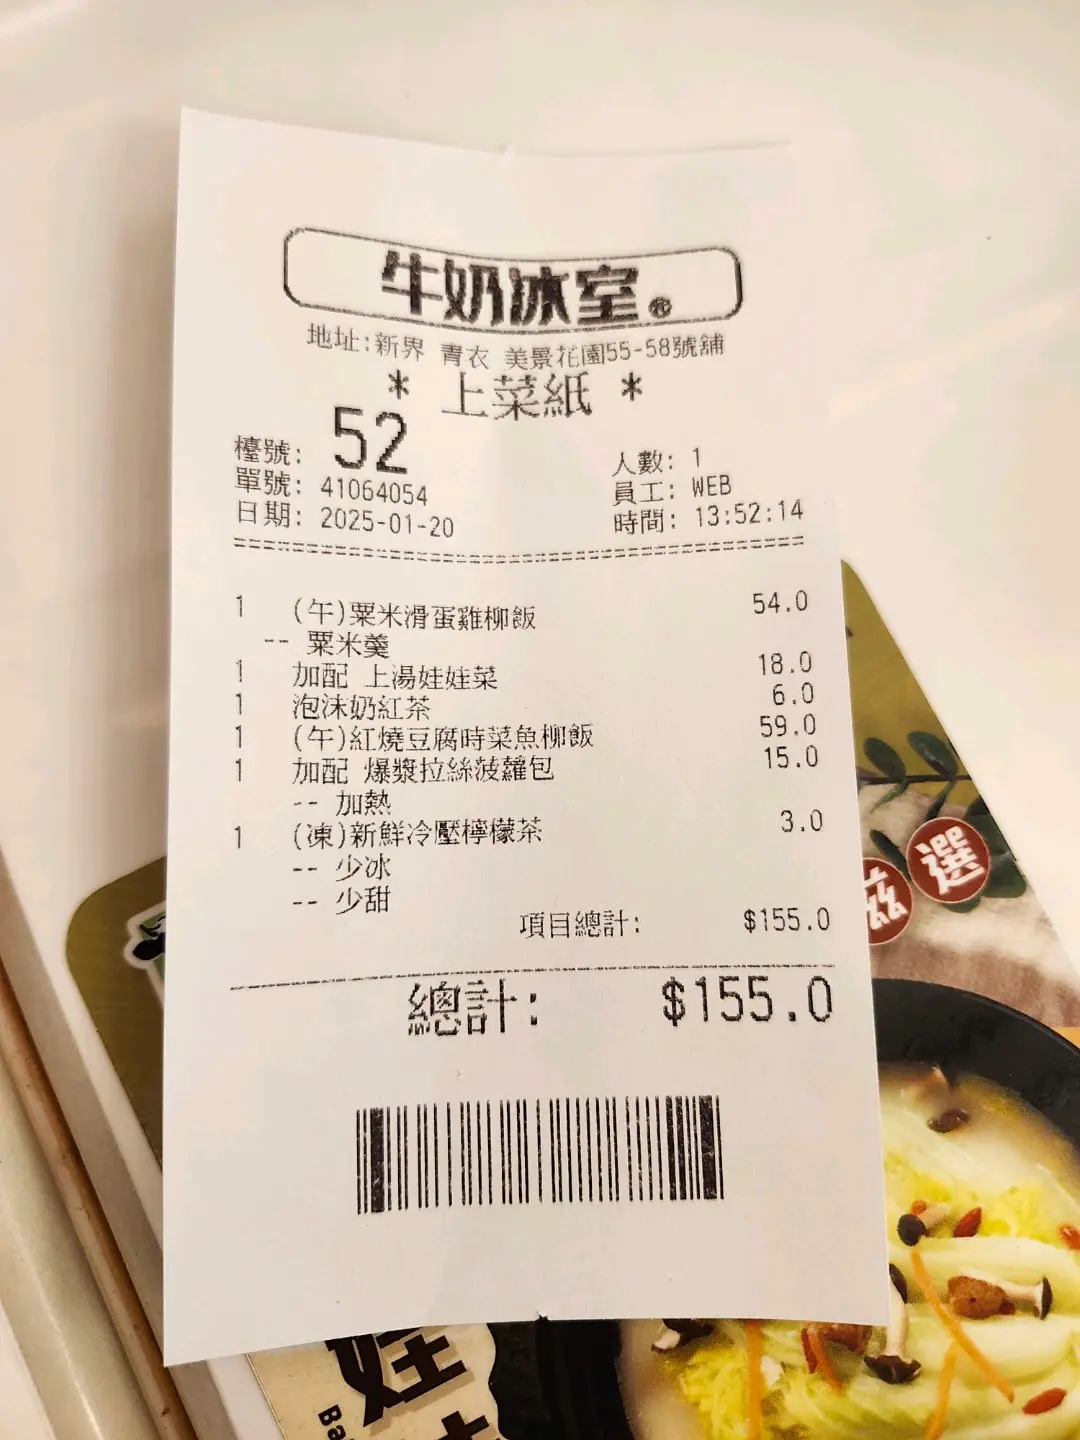 牛奶冰室®
地址:新界 青衣 美景花園55-58號舖
* 上菜紙 *
檯號: 52 人數: 1
單號: 41064054 員工: WEB
日期: 2025-01-20 時間: 13:52:14
1 (午)粟米滑蛋雞柳飯 54.0
-- 粟米羹
1 加配 上湯娃娃菜 18.0
1 泡沫奶紅茶 6.0
1 (午)紅燒豆腐時菜魚柳飯 59.0
1 加配 爆漿拉絲菠蘿包 15.0
-- 加熱
1 (凍)新鮮冷壓檸檬茶 3.0
-- 少冰
-- 少甜
項目總計: $155.0
總計: $155.0
選
娃
Ba